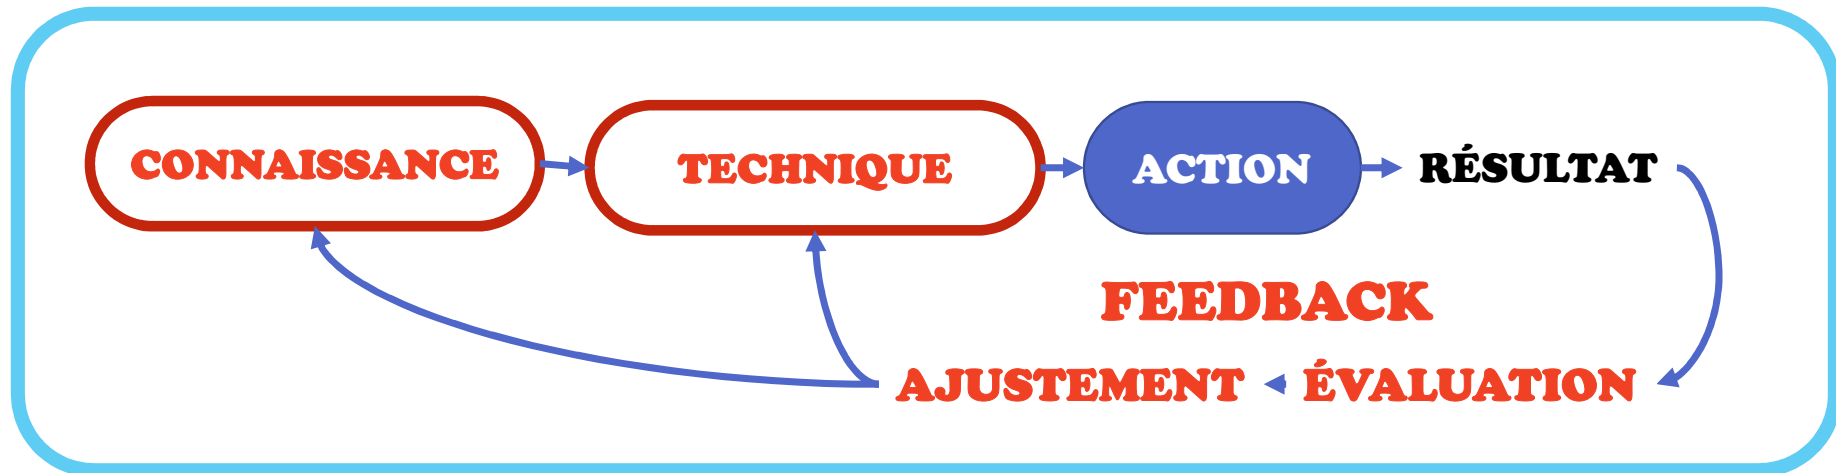 CONNAISSANCE
TECHNIQUE
ACTION
RÉSULTAT
FEEDBACK
AJUSTEMENT
ÉVALUATION